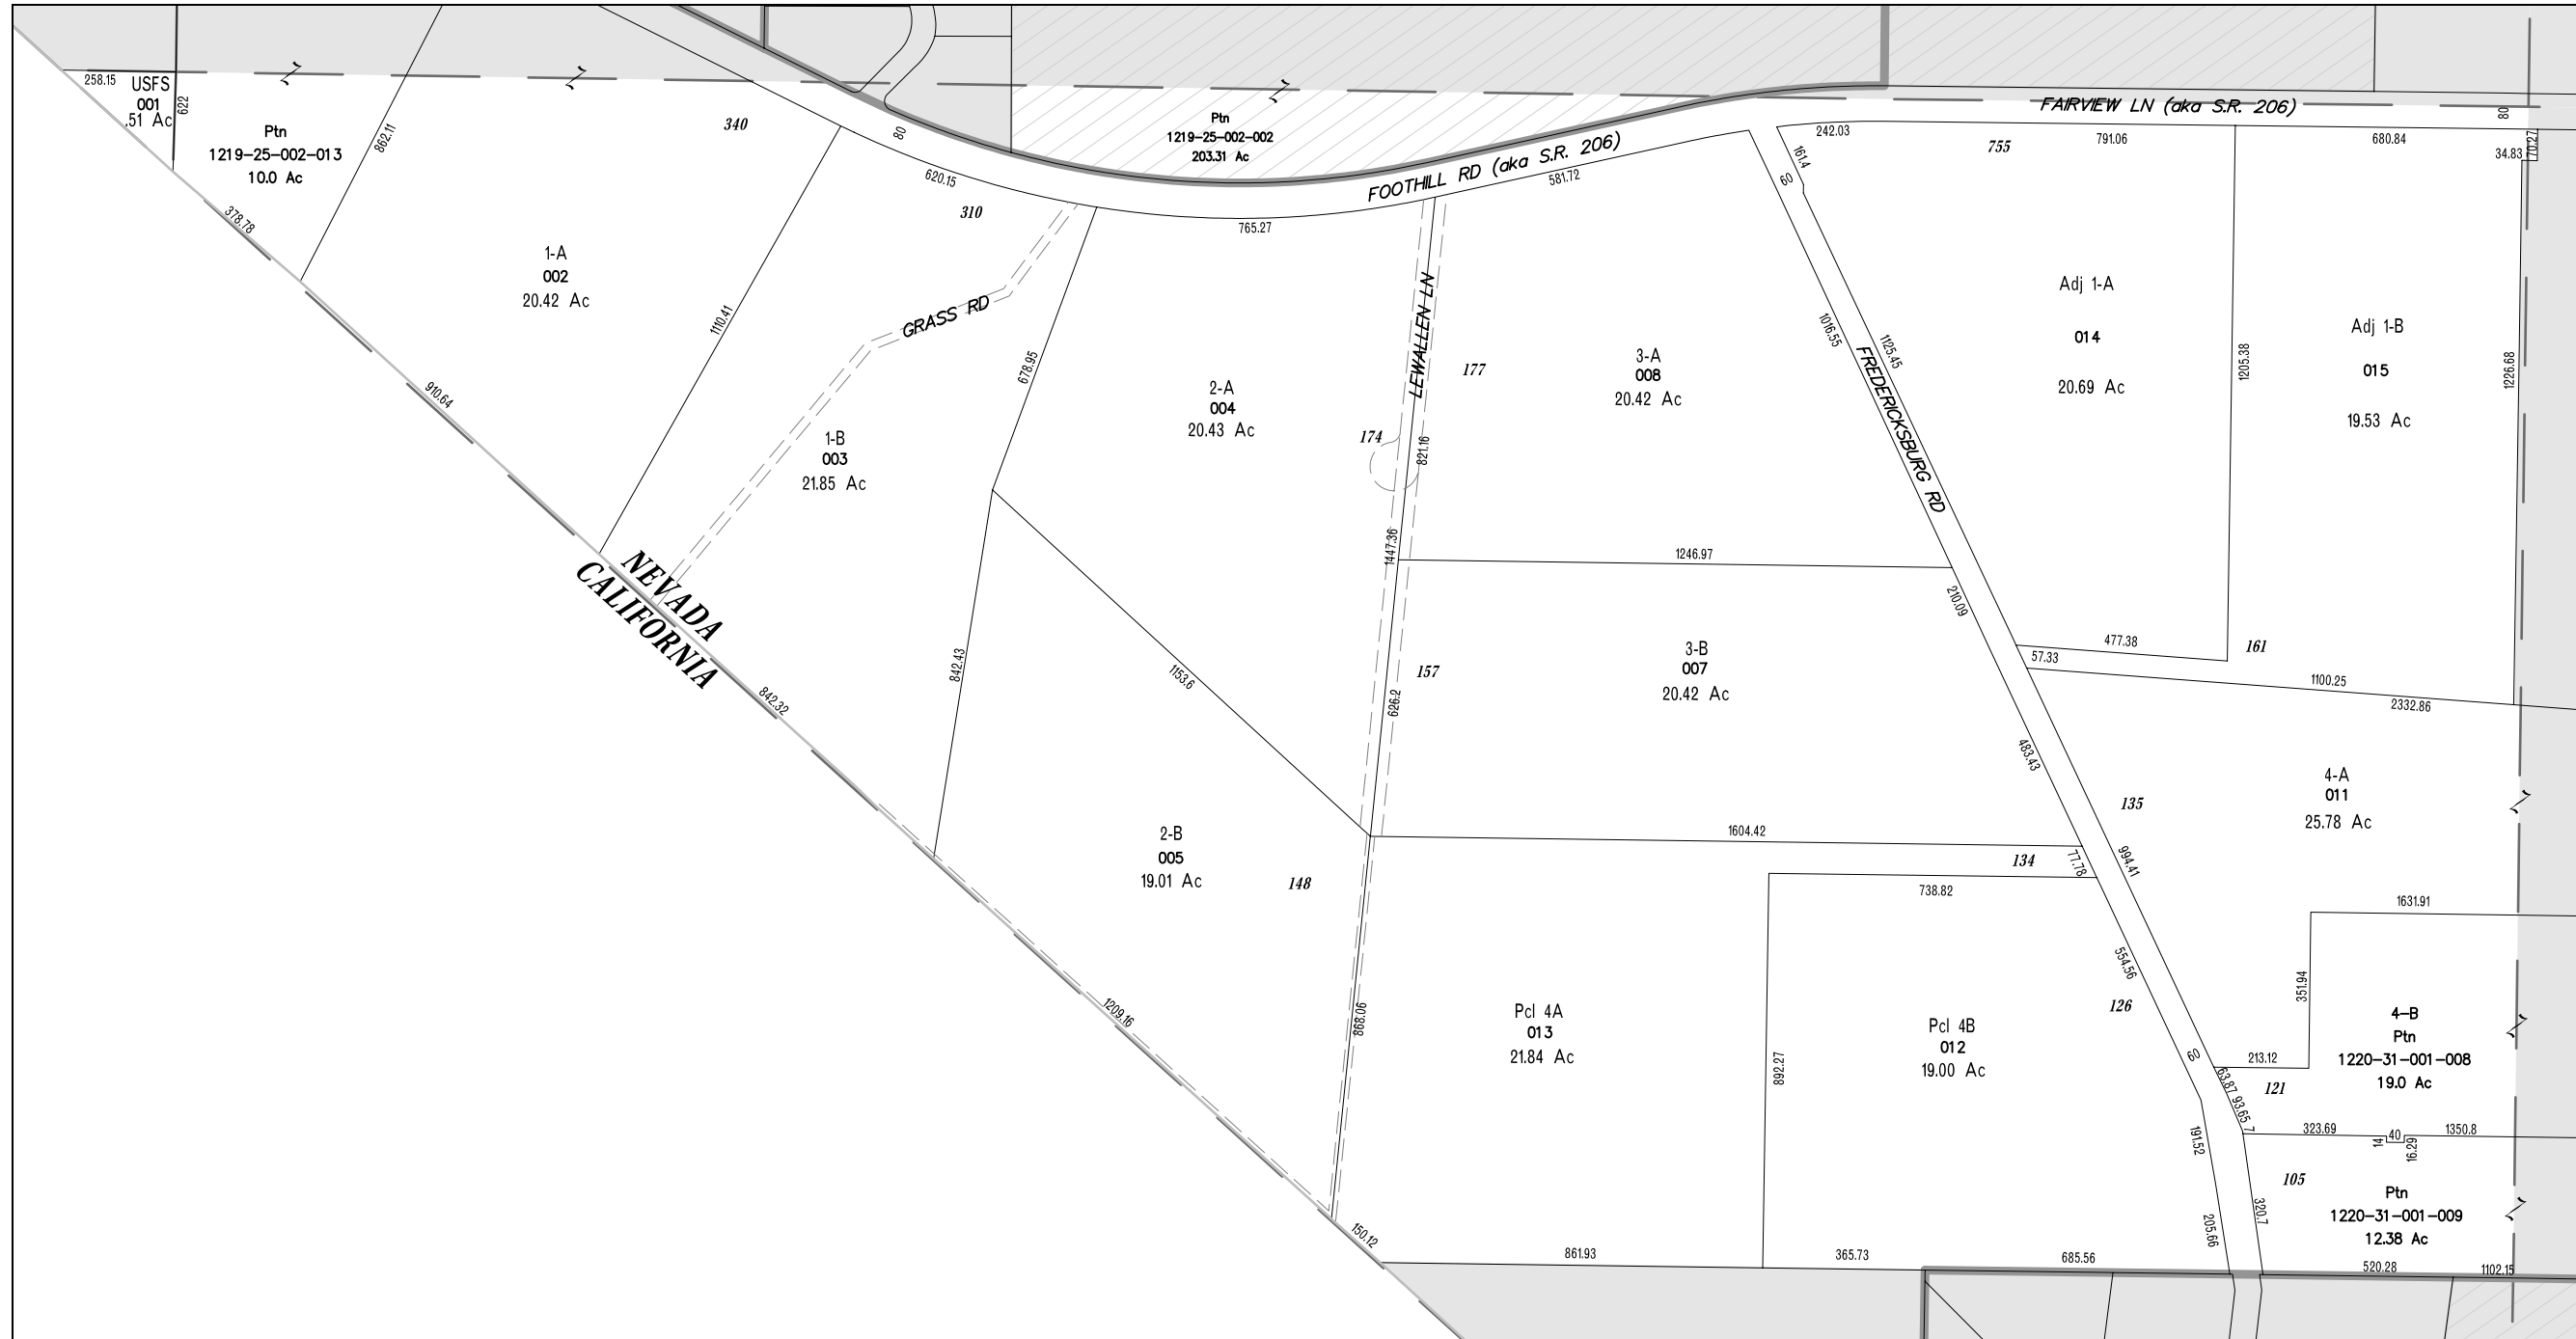 258.15
USFS
001
.51 Ac
622
Ptn
1219-25-002-013
10.0 Ac
862.11
378.78
340
80
Ptn
1219-25-002-002
203.31 Ac
FAIRVIEW LN (aka S.R. 206)
80
242.03
755
791.06
680.84
34.83
70.27
620.15
310
765.27
FOOTHILL RD (aka S.R. 206)
581.72
161.4
60
1-A
002
20.42 Ac
1110.41
910.64
GRASS RD
678.95
1-B
003
21.85 Ac
2-A
004
20.43 Ac
LEWALLEN LN
174
177
821.16
1447.36
3-A
008
20.42 Ac
1016.55
1125.45
FREDERICKSBURG RD
Adj 1-A
014
20.69 Ac
1205.38
Adj 1-B
015
19.53 Ac
1226.68
NEVADA
CALIFORNIA
842.32
842.43
1153.6
1246.97
210.09
477.38
57.33
161
1100.25
2332.86
157
626.2
3-B
007
20.42 Ac
483.43
135
4-A
011
25.78 Ac
2-B
005
19.01 Ac
148
1604.42
134
77.78
738.82
994.41
1631.91
1209.16
868.06
Pcl 4A
013
21.84 Ac
892.27
Pcl 4B
012
19.00 Ac
554.56
126
351.94
4-B
Ptn
1220-31-001-008
19.0 Ac
60
213.12
63.87
93.65
7
121
323.69
14
40
16.29
1350.8
191.52
105
Ptn
1220-31-001-009
12.38 Ac
205.66
320.7
150.12
861.93
365.73
685.56
520.28
1102.15